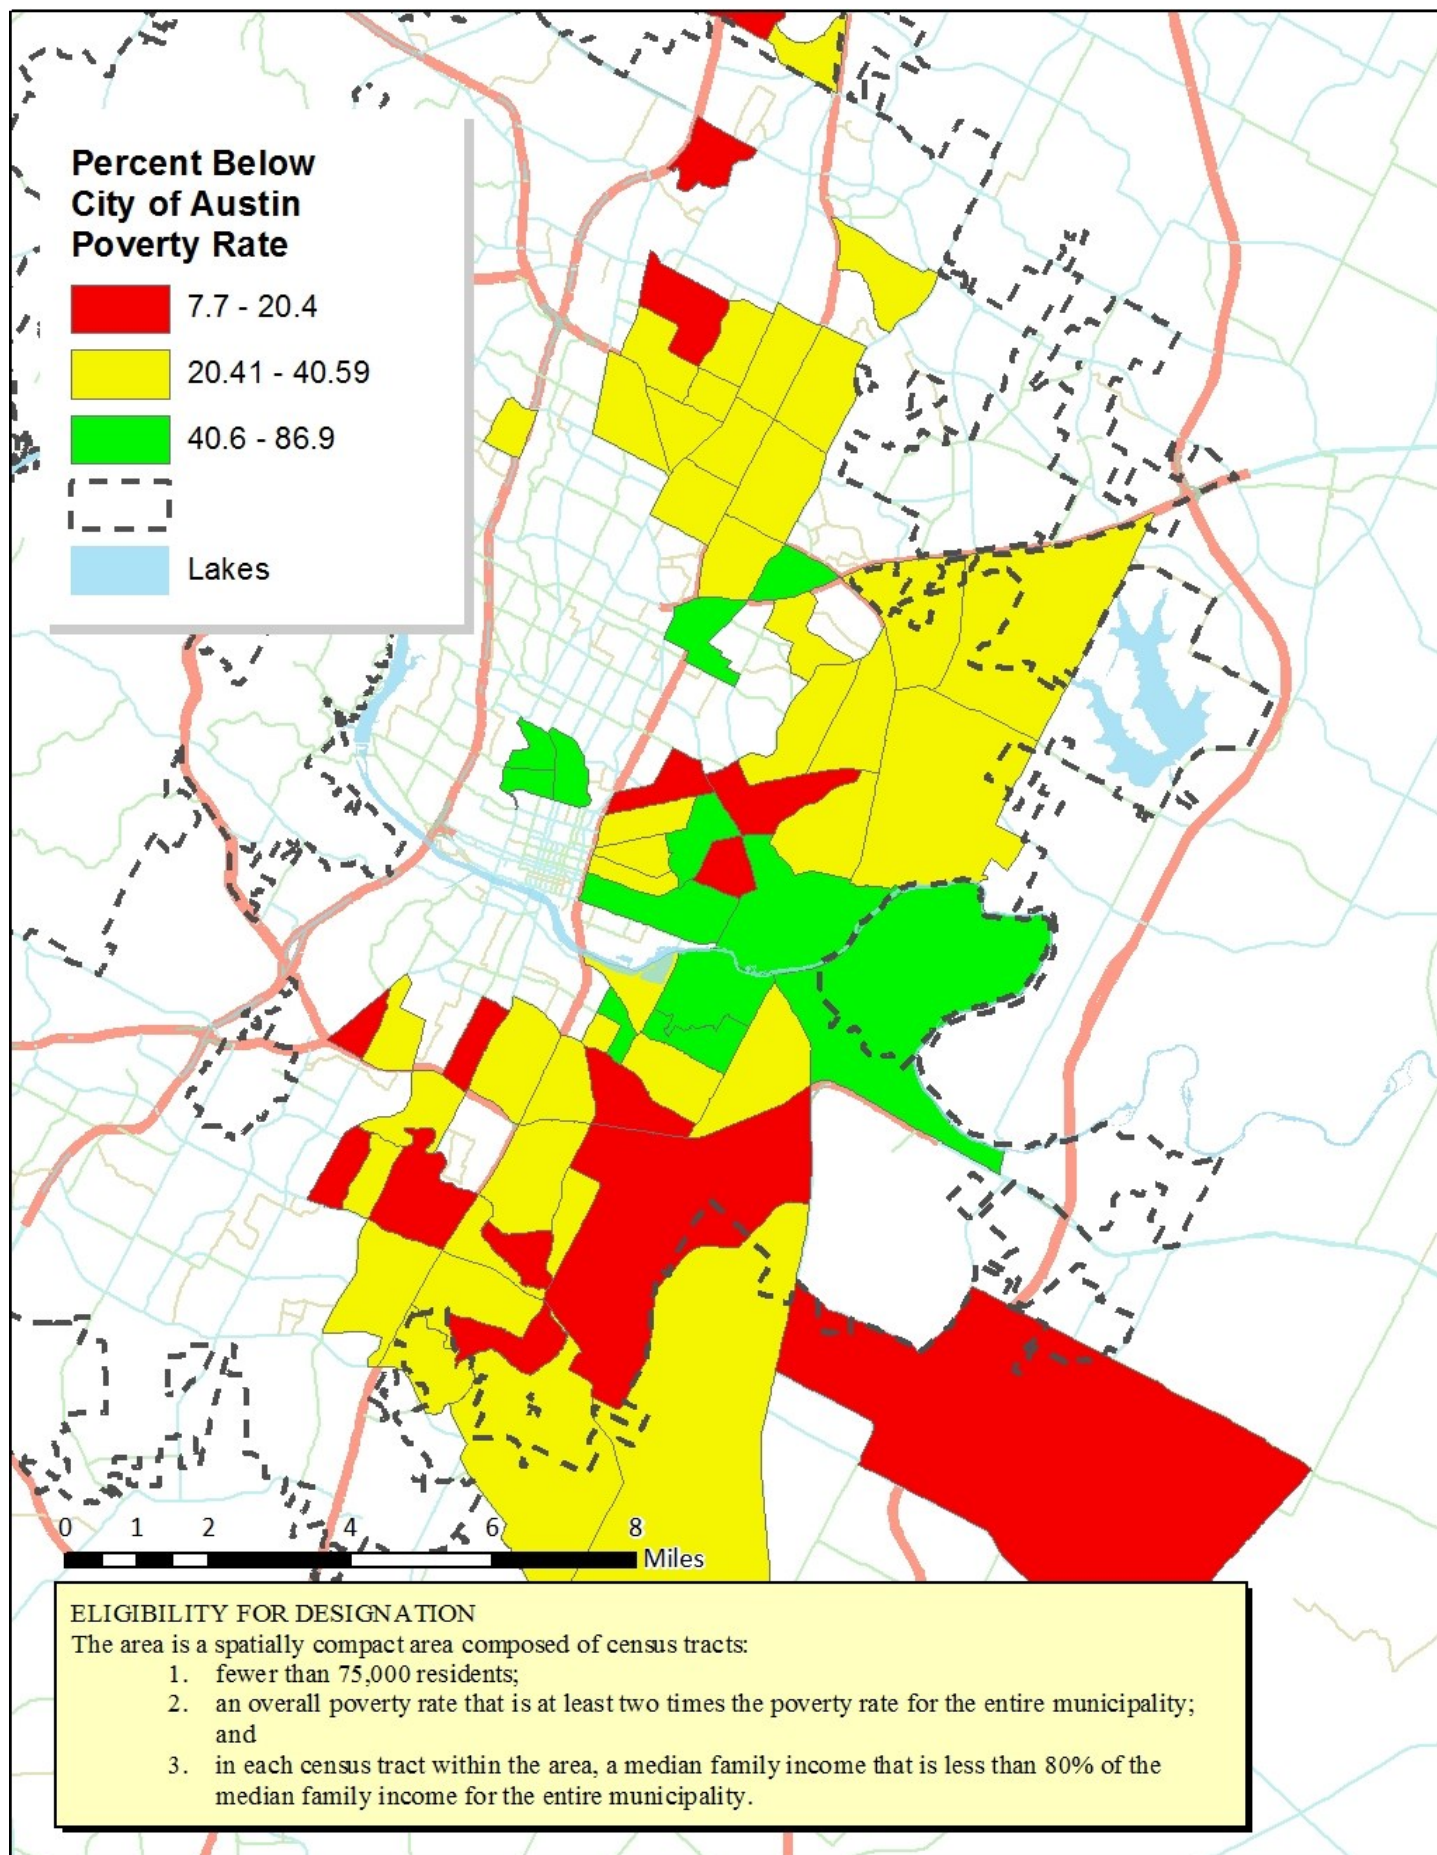 Percent Below
City of Austin
Poverty Rate
7.7 - 20.4
20.41 - 40.59
40.6 - 86.9
Lakes
0 1 2 4 6 8
Miles
ELIGIBILITY FOR DESIGNATION
The area is a spatially compact area composed of census tracts:
1. fewer than 75,000 residents;
2. an overall poverty rate that is at least two times the poverty rate for the entire municipality;
and
3. in each census tract within the area, a median family income that is less than 80% of the
median family income for the entire municipality.